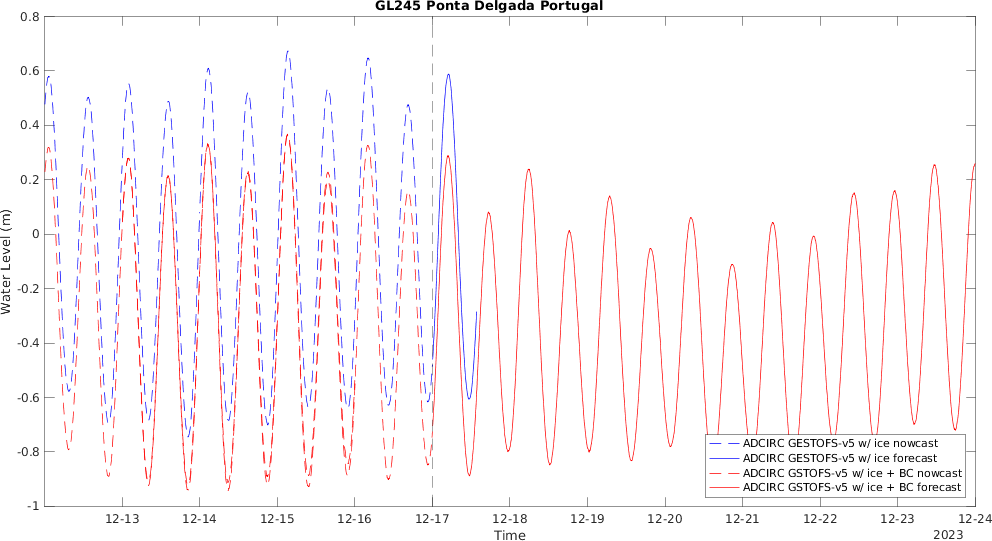 GL245 Ponta Delgada Portugal
0.8
0.6
0.4
0.2
0
-0.2
-0.4
-0.6
-0.8
-1
Water Level (m)
ADCIRC GESTOFS-v5 w/ ice nowcast
ADCIRC GESTOFS-v5 w/ ice forecast
ADCIRC GSTOFS-v5 w/ ice + BC nowcast
ADCIRC GSTOFS-v5 w/ ice + BC forecast
12-13 12-14 12-15 12-16 12-17 12-18 12-19 12-20 12-21 12-22 12-23 12-24
Time
2023